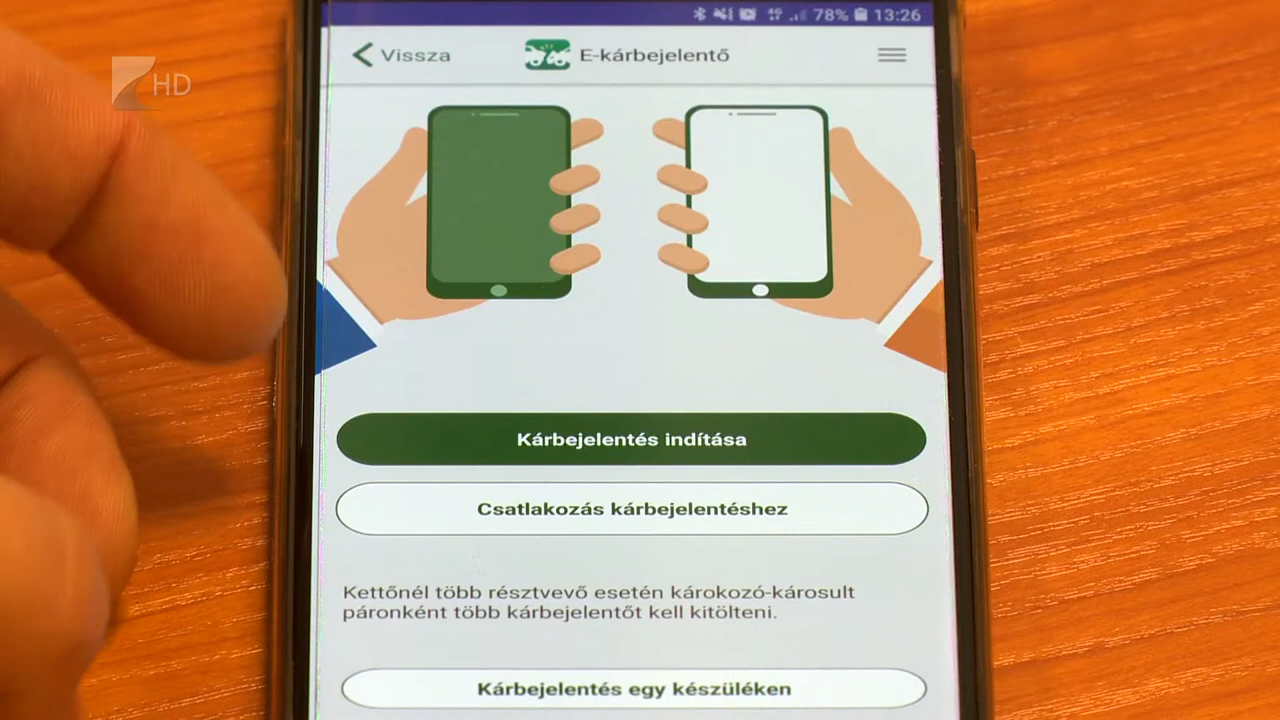 4G 78% 13:26
Vissza E-kárbejelentő
HD
Kárbejelentés indítása
Csatlakozás kárbejelentéshez
Kettőnél több résztvevő esetén károkozó-károsult
páronként több kárbejelentőt kell kitölteni.
Kárbejelentés egy készüléken